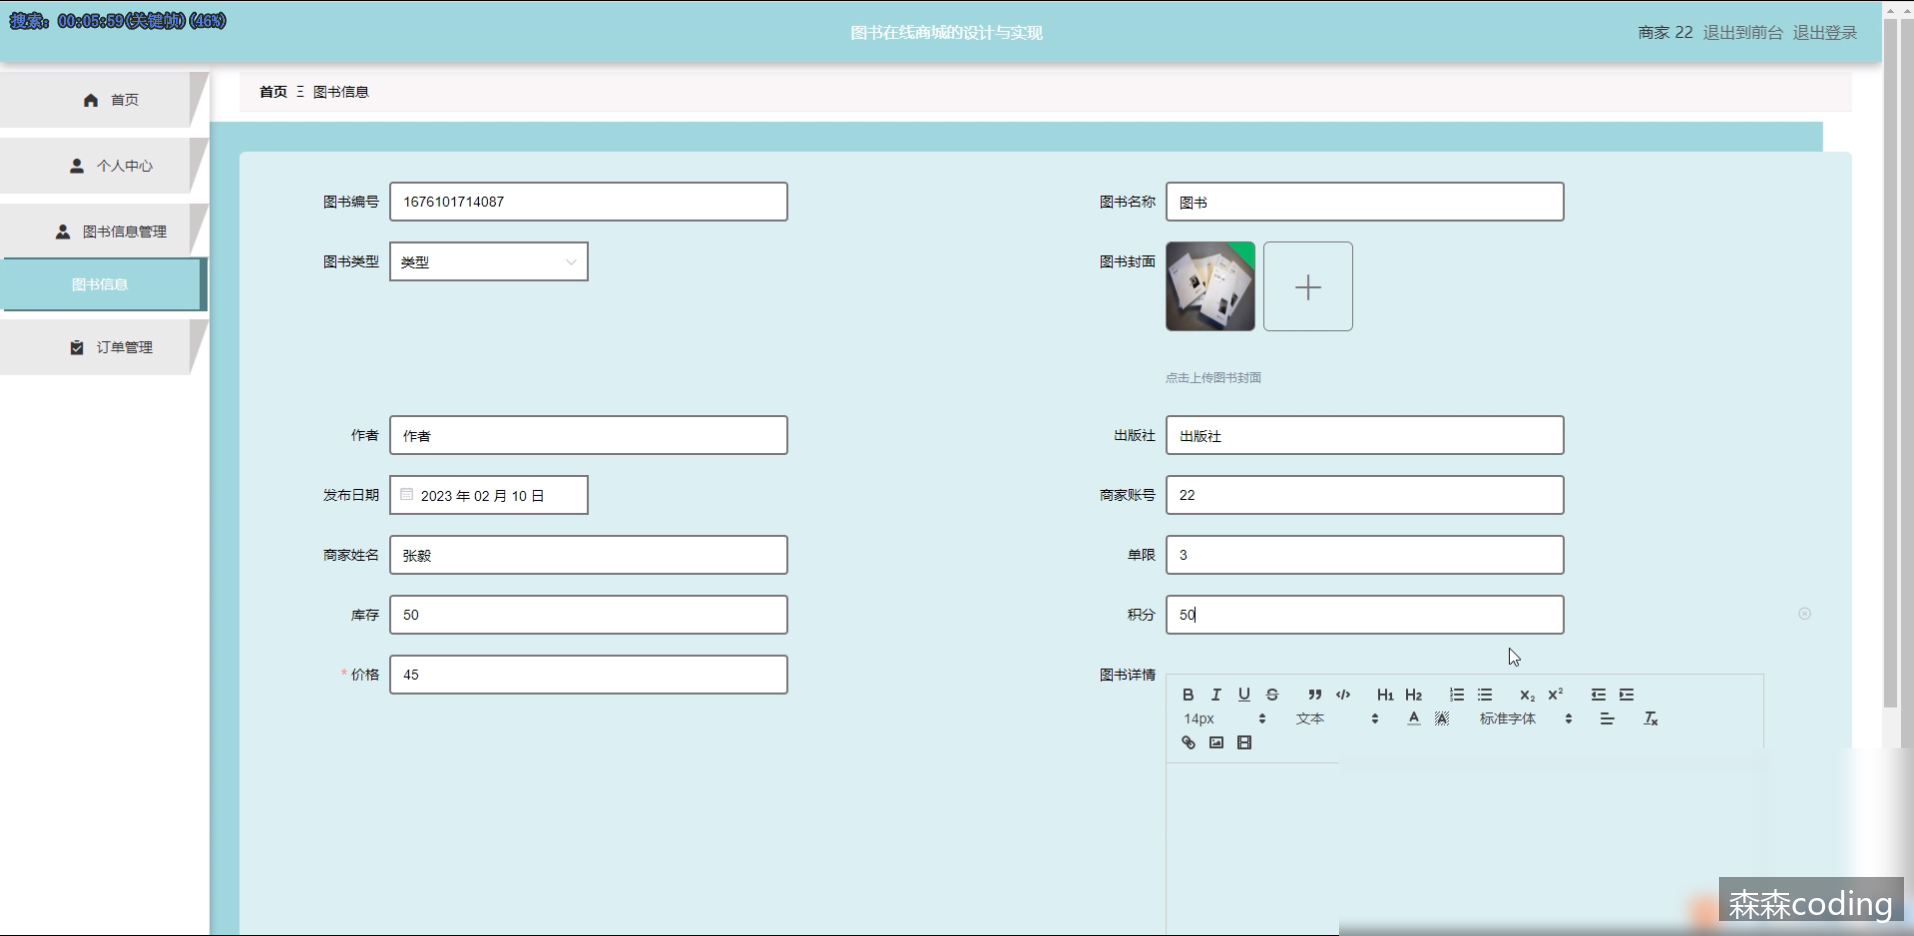 搜索: 00:05:59(关键帧)(46%)
图书在线商城的设计与实现
商家 22 退出到前台 退出登录
首页
首页 Ξ 图书信息
个人中心
图书信息管理
图书信息
订单管理
图书编号 1676101714087
图书名称 图书
图书类型 类型
图书封面
点击上传图书封面
作者 作者
出版社 出版社
发布日期 2023 年 02 月 10 日
商家账号 22
商家姓名 张毅
单限 3
库存 50
积分 50
* 价格 45
图书详情
B I U S ” </> H1 H2 x₂ x²
14px 文本 A A 标准字体 Tx
森森coding